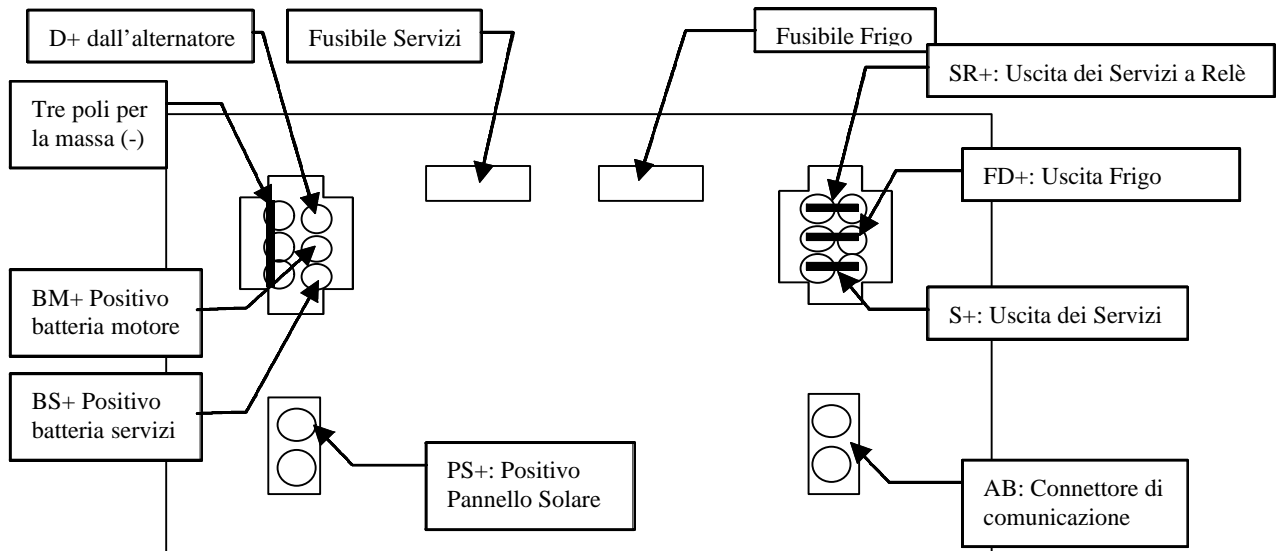 D+ dall'alternatore
Fusibile Servizi
Fusibile Frigo
SR+: Uscita dei Servizi a Relè
Tre poli per
la massa (-)
FD+: Uscita Frigo
BM+ Positivo
batteria motore
S+: Uscita dei Servizi
BS+ Positivo
batteria servizi
PS+: Positivo
Pannello Solare
AB: Connettore di
comunicazione